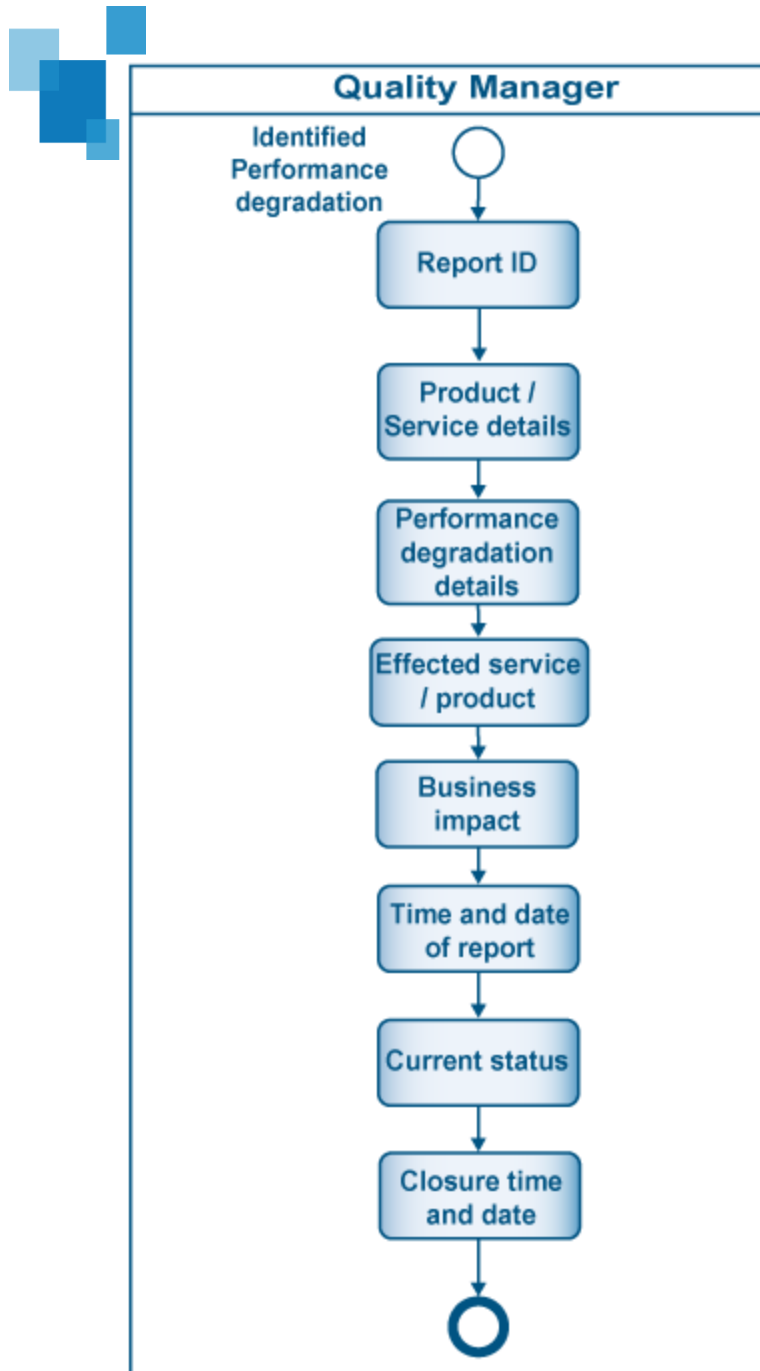 Quality Manager
Identified
Performance
degradation
Report ID
Product /
Service details
Performance
degradation
details
Effected service
/ product
Business
impact
Time and date
of report
Current status
Closure time
and date